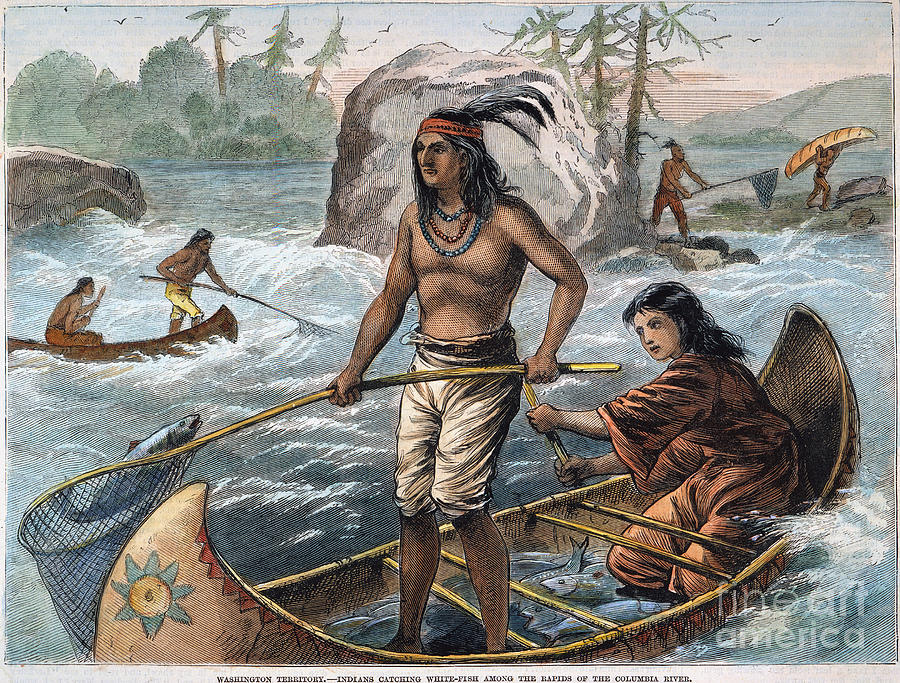 fine art
america
WASHINGTON TERRITORY.—INDIANS CATCHING WHITE-FISH AMONG THE RAPIDS OF THE COLUMBIA RIVER.